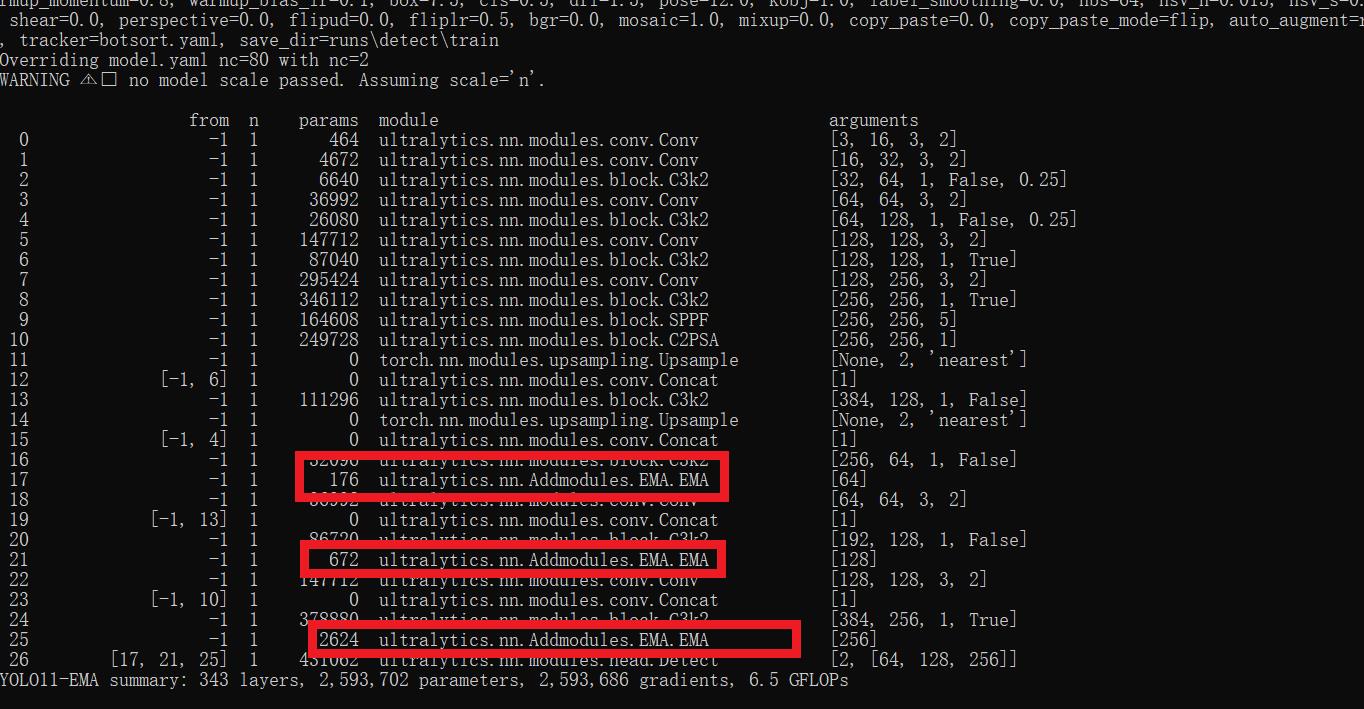 shear=0.0, perspective=0.0, flipud=0.0, fliplr=0.5, bgr=0.0, mosaic=1.0, mixup=0.0, copy_paste=0.0, copy_paste_mode=flip, auto_augment=
, tracker=botsort.yaml, save_dir=runs\detect\train
Overriding model.yaml nc=80 with nc=2
WARNING ⚠□ no model scale passed. Assuming scale='n'.
from n params module arguments
0 -1 1 464 ultralytics.nn.modules.conv.Conv [3, 16, 3, 2]
1 -1 1 4672 ultralytics.nn.modules.conv.Conv [16, 32, 3, 2]
2 -1 1 6640 ultralytics.nn.modules.block.C3k2 [32, 64, 1, False, 0.25]
3 -1 1 36992 ultralytics.nn.modules.conv.Conv [64, 64, 3, 2]
4 -1 1 26080 ultralytics.nn.modules.block.C3k2 [64, 128, 1, False, 0.25]
5 -1 1 147712 ultralytics.nn.modules.conv.Conv [128, 128, 3, 2]
6 -1 1 87040 ultralytics.nn.modules.block.C3k2 [128, 128, 1, True]
7 -1 1 295424 ultralytics.nn.modules.conv.Conv [128, 256, 3, 2]
8 -1 1 346112 ultralytics.nn.modules.block.C3k2 [256, 256, 1, True]
9 -1 1 164608 ultralytics.nn.modules.block.SPPF [256, 256, 5]
10 -1 1 249728 ultralytics.nn.modules.block.C2PSA [256, 256, 1]
11 -1 1 0 torch.nn.modules.upsampling.Upsample [None, 2, 'nearest']
12 [-1, 6] 1 0 ultralytics.nn.modules.conv.Concat [1]
13 -1 1 111296 ultralytics.nn.modules.block.C3k2 [384, 128, 1, False]
14 -1 1 0 torch.nn.modules.upsampling.Upsample [None, 2, 'nearest']
15 [-1, 4] 1 0 ultralytics.nn.modules.conv.Concat [1]
16 -1 1 32096 ultralytics.nn.modules.block.C3k2 [256, 64, 1, False]
17 -1 1 176 ultralytics.nn.Addmodules.EMA.EMA [64]
18 -1 1 36992 ultralytics.nn.modules.conv.Conv [64, 64, 3, 2]
19 [-1, 13] 1 0 ultralytics.nn.modules.conv.Concat [1]
20 -1 1 86720 ultralytics.nn.modules.block.C3k2 [192, 128, 1, False]
21 -1 1 672 ultralytics.nn.Addmodules.EMA.EMA [128]
22 -1 1 147712 ultralytics.nn.modules.conv.Conv [128, 128, 3, 2]
23 [-1, 10] 1 0 ultralytics.nn.modules.conv.Concat [1]
24 -1 1 378880 ultralytics.nn.modules.block.C3k2 [384, 256, 1, True]
25 -1 1 2624 ultralytics.nn.Addmodules.EMA.EMA [256]
26 [17, 21, 25] 1 431062 ultralytics.nn.modules.head.Detect [2, [64, 128, 256]]
YOLO11-EMA summary: 343 layers, 2,593,702 parameters, 2,593,686 gradients, 6.5 GFLOPs